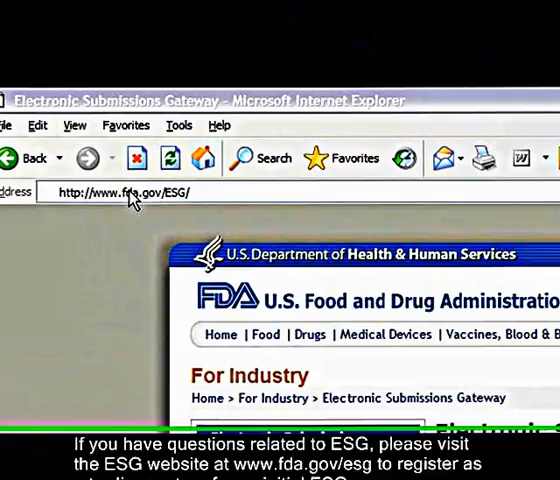 Electronic Submissions Gateway - Microsoft Internet Explorer
File Edit View Favorites Tools Help
Back Search Favorites W
Address http://www.fda.gov/ESG/
U.S. Department of Health & Human Services
FDA U.S. Food and Drug Administratio
Home | Food | Drugs | Medical Devices | Vaccines, Blood & B
For Industry
Home > For Industry > Electronic Submissions Gateway
If you have questions related to ESG, please visit
the ESG website at www.fda.gov/esg to register as